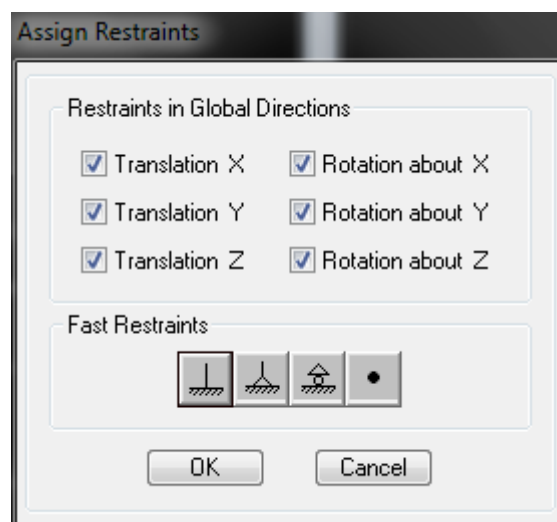 Assign Restraints
Restraints in Global Directions
Translation X Rotation about X
Translation Y Rotation about Y
Translation Z Rotation about Z
Fast Restraints
OK Cancel